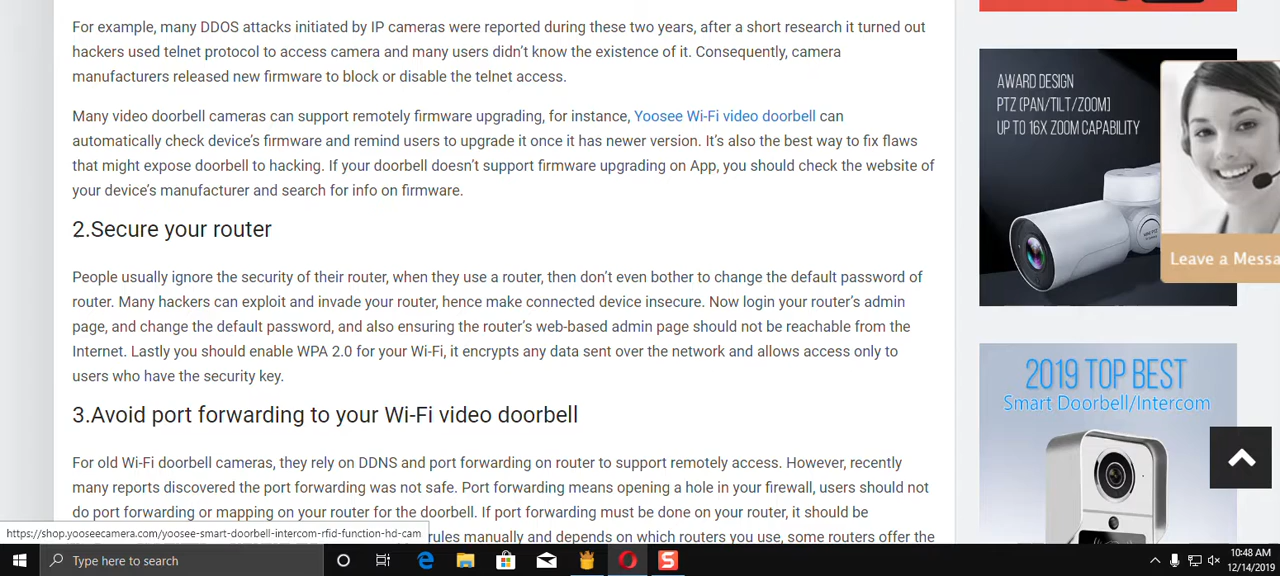 For example, many DDOS attacks initiated by IP cameras were reported during these two years, after a short research it turned out
hackers used telnet protocol to access camera and many users didn't know the existence of it. Consequently, camera
manufacturers released new firmware to block or disable the telnet access.
Many video doorbell cameras can support remotely firmware upgrading, for instance, Yoosee Wi-Fi video doorbell can
automatically check device's firmware and remind users to upgrade it once it has newer version. It's also the best way to fix flaws
that might expose doorbell to hacking. If your doorbell doesn't support firmware upgrading on App, you should check the website of
your device's manufacturer and search for info on firmware.
2.Secure your router
People usually ignore the security of their router, when they use a router, then don't even bother to change the default password of
router. Many hackers can exploit and invade your router, hence make connected device insecure. Now login your router's admin
page, and change the default password, and also ensuring the router's web-based admin page should not be reachable from the
Internet. Lastly you should enable WPA 2.0 for your Wi-Fi, it encrypts any data sent over the network and allows access only to
users who have the security key.
3.Avoid port forwarding to your Wi-Fi video doorbell
For old Wi-Fi doorbell cameras, they rely on DDNS and port forwarding on router to support remotely access. However, recently
many reports discovered the port forwarding was not safe. Port forwarding means opening a hole in your firewall, users should not
do port forwarding or mapping on your router for the doorbell. If port forwarding must be done on your router, it should be
rules manually and depends on which routers you use, some routers offer the
https://shop.yooseecamera.com/yoosee-smart-doorbell-intercom-rfid-function-hd-cam
AWARD DESIGN
PTZ (PAN/TILT/ZOOM)
UP TO 16X ZOOM CAPABILITY
Leave a Messa
2019 TOP BEST
Smart Doorbell/Intercom
Type here to search
10:48 AM
12/14/2019